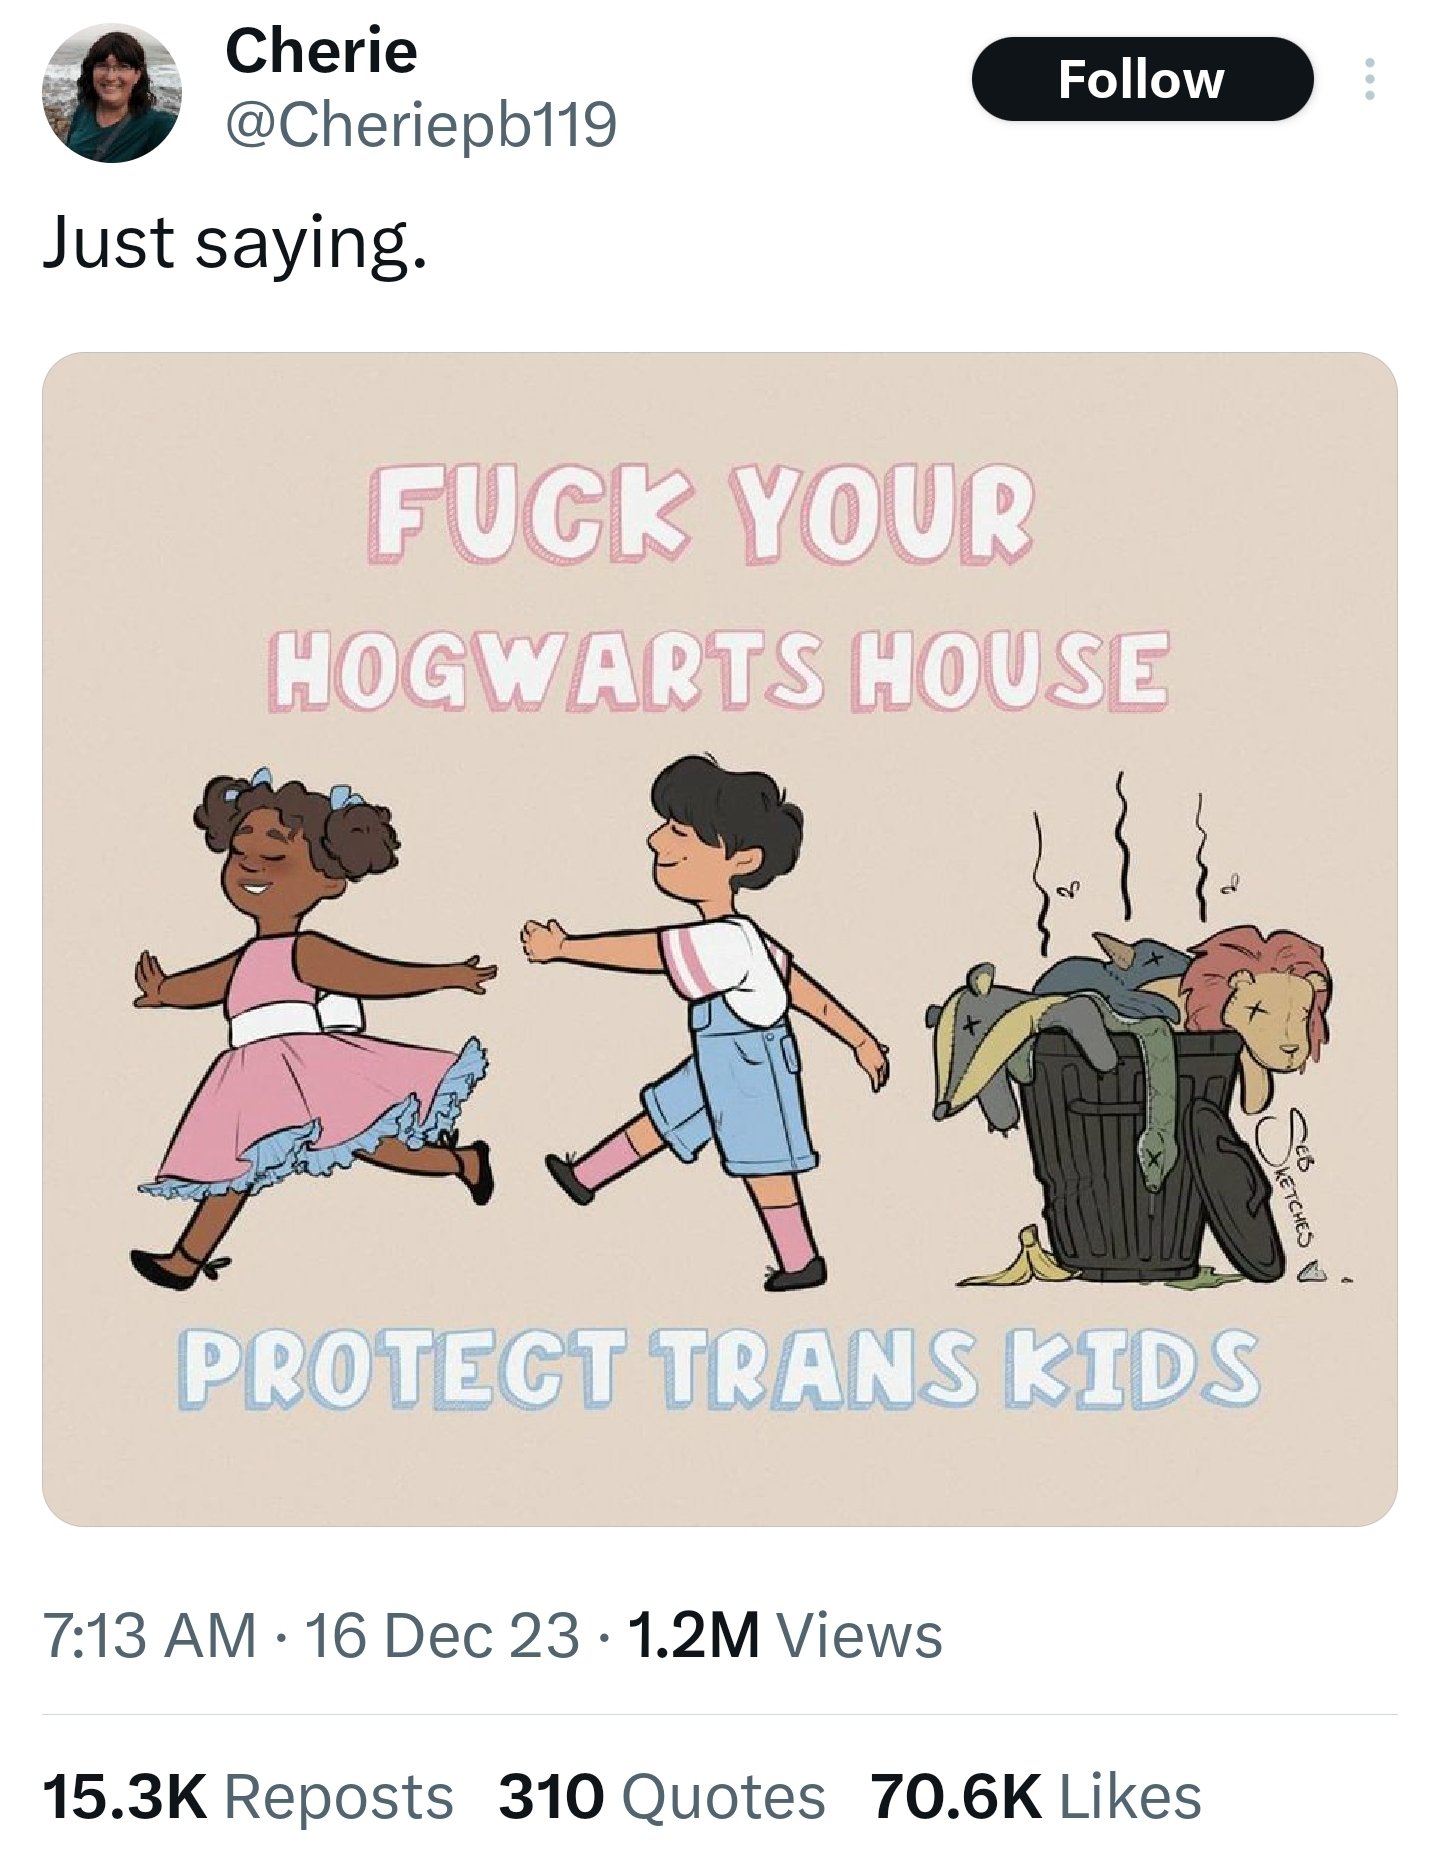 Cherie
@Cheriepb119
Follow
Just saying.
FUCK YOUR
HOGWARTS HOUSE
SEB
SKETCHES
PROTECT TRANS KIDS
7:13 AM · 16 Dec 23 · 1.2M Views
15.3K Reposts 310 Quotes 70.6K Likes